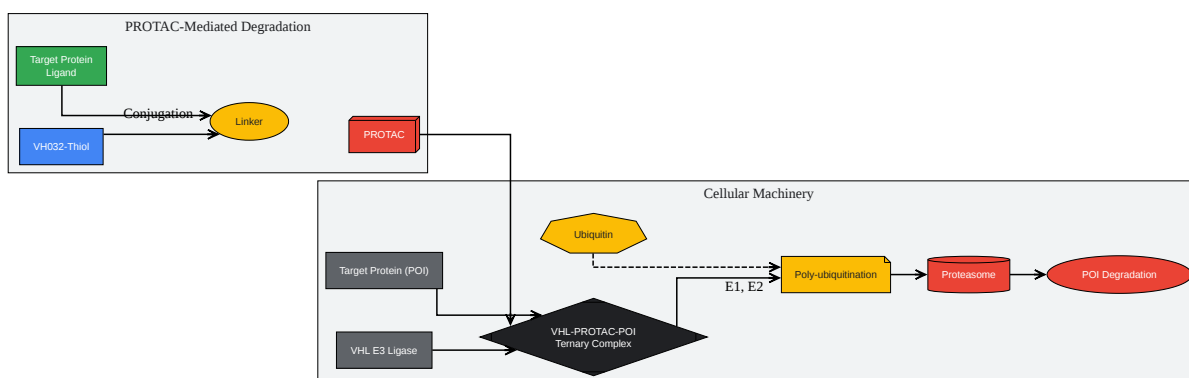 PROTAC-Mediated Degradation
Target Protein
Ligand
Conjugation
Linker
VH032-Thiol
PROTAC
Cellular Machinery
Ubiquitin
Target Protein (POI)
Poly-ubiquitination
Proteasome
POI Degradation
E1, E2
VHL-PROTAC-POI
Ternary Complex
VHL E3 Ligase